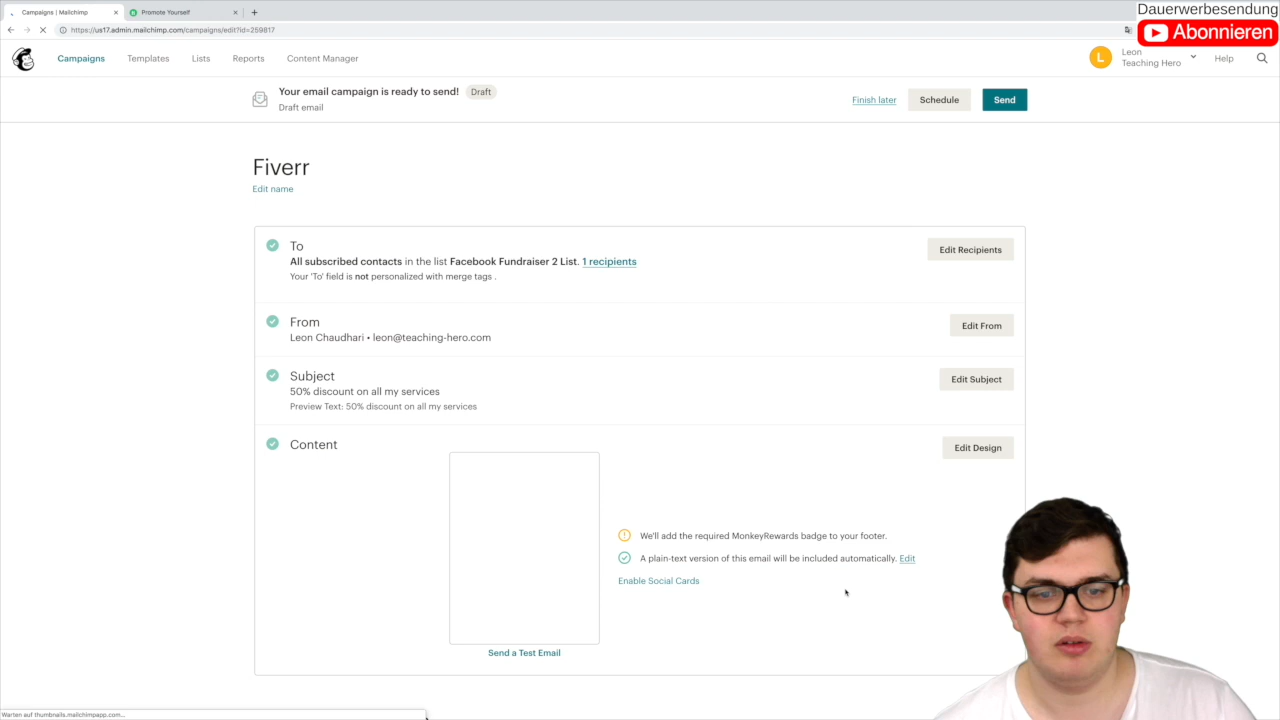 Campaigns | Mailchimp
Promote Yourself
Dauerwerbesendung
https://us17.admin.mailchimp.com/campaigns/edit?id=259817
Abonnieren
Campaigns
Templates
Lists
Reports
Content Manager
L
Leon
Teaching Hero
Help
Your email campaign is ready to send! Draft
Draft email
Finish later
Schedule
Send
Fiverr
Edit name
To
All subscribed contacts in the list Facebook Fundraiser 2 List. 1 recipients
Your 'To' field is not personalized with merge tags .
Edit Recipients
From
Leon Chaudhari • leon@teaching-hero.com
Edit From
Subject
50% discount on all my services
Preview Text: 50% discount on all my services
Edit Subject
Content
Edit Design
We'll add the required MonkeyRewards badge to your footer.
A plain-text version of this email will be included automatically. Edit
Enable Social Cards
Send a Test Email
Warten auf thumbnails.mailchimpapp.com...